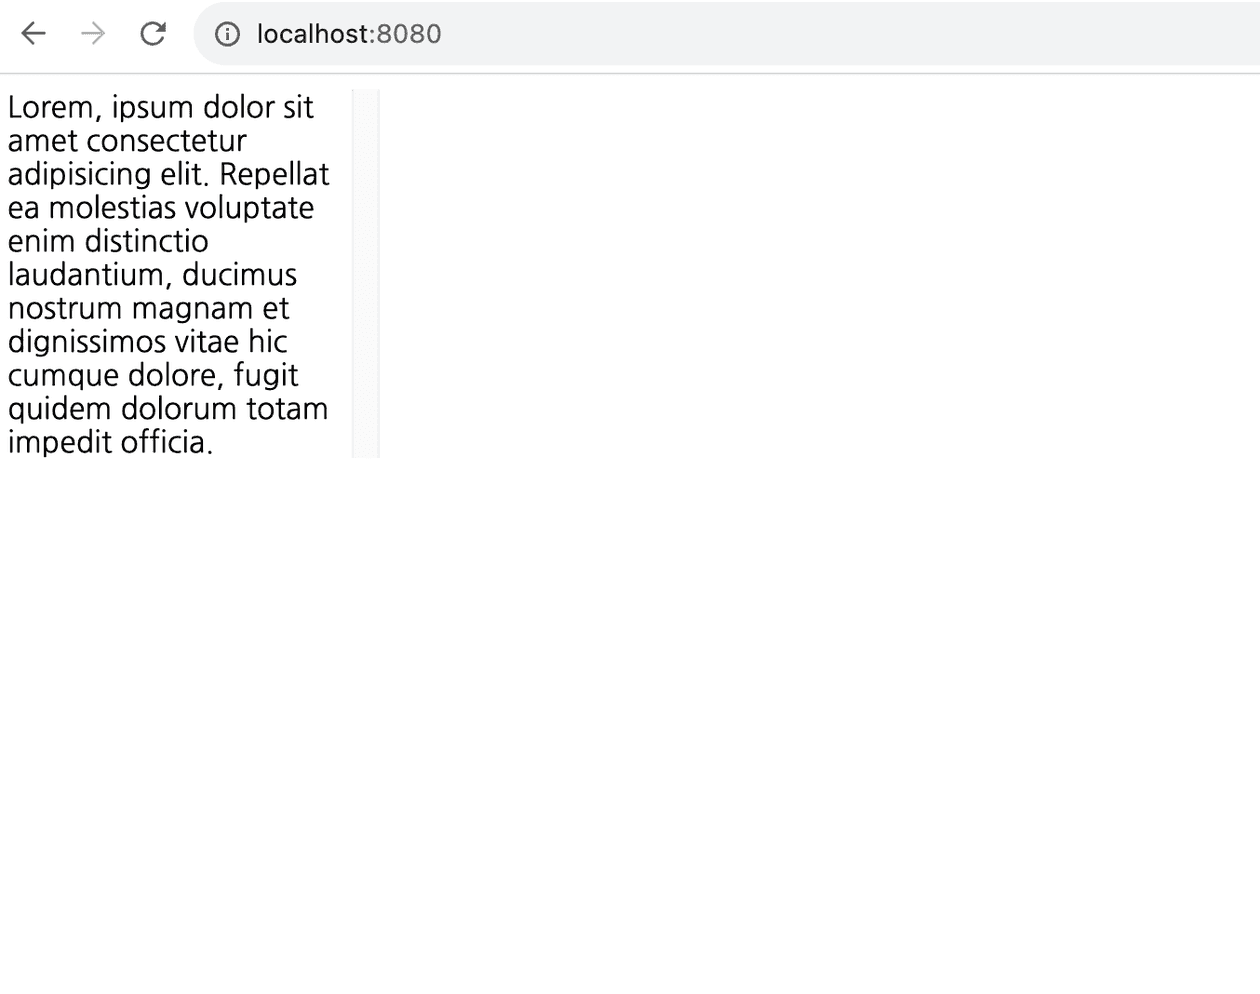 localhost:8080
Lorem, ipsum dolor sit
amet consectetur
adipisicing elit. Repellat
ea molestias voluptate
enim distinctio
laudantium, ducimus
nostrum magnam et
dignissimos vitae hic
cumque dolore, fugit
quidem dolorum totam
impedit officia.